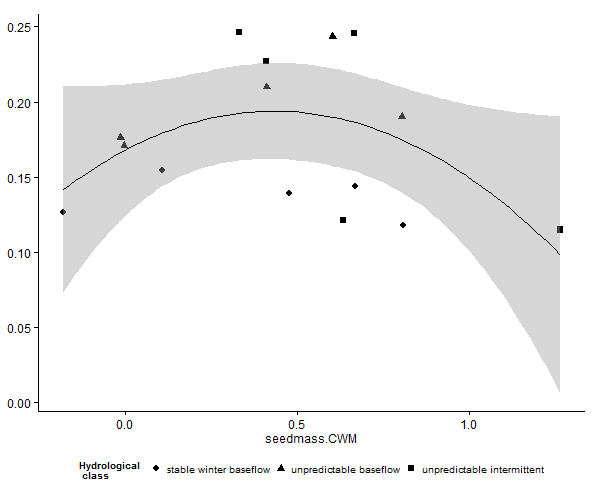 0.25
0.20
0.15
0.10
0.05
0.00
0.0 0.5 1.0
seedmass.CWM
Hydrological
class
stable winter baseflow unpredictable baseflow unpredictable intermittent